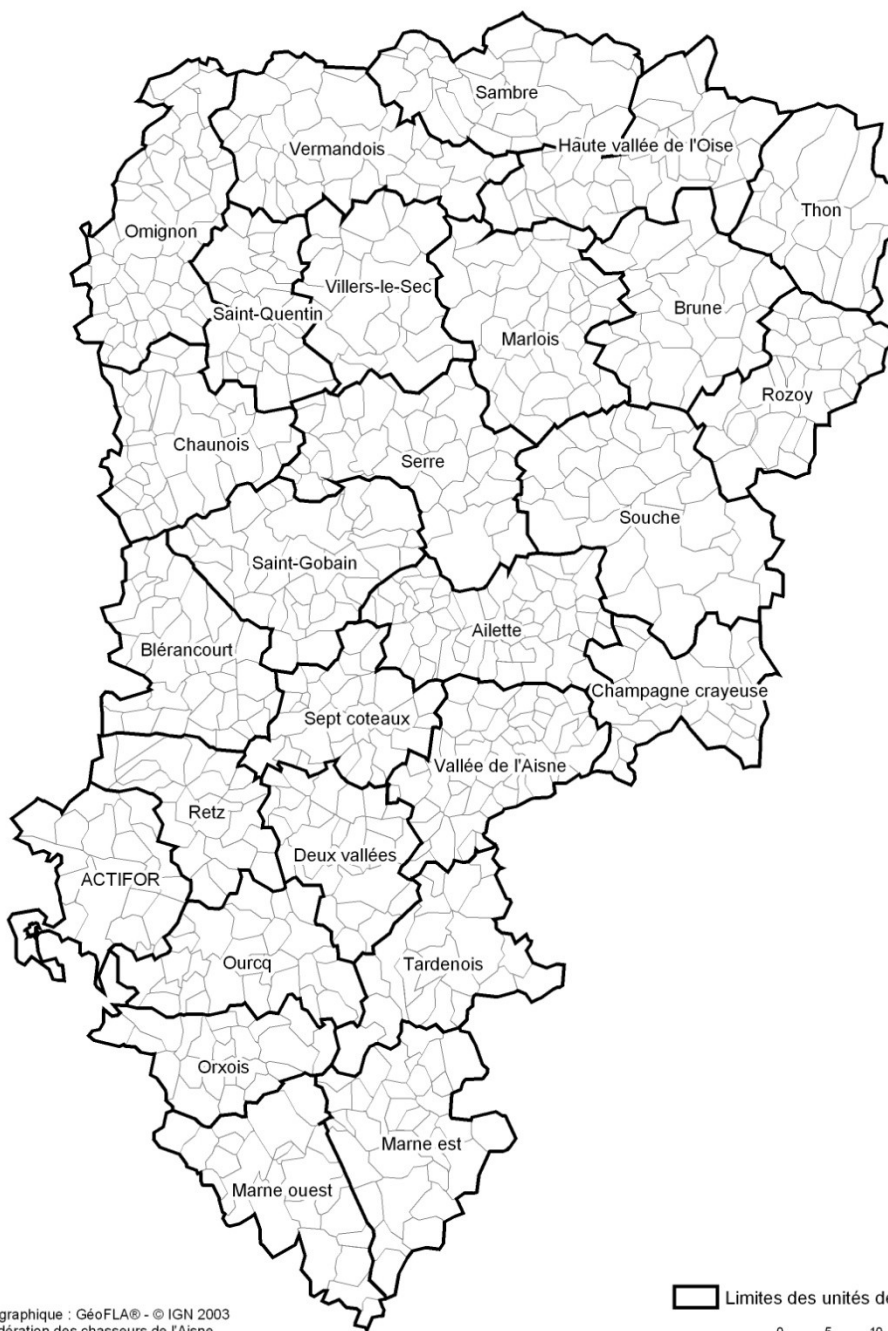 Sambre
Haute vallée de l'Oise
Vermandois
Thon
Omignon
Villers-le-Sec
Saint-Quentin
Brune
Marlois
Rozoy
Chaunois
Serre
Souche
Saint-Gobain
Ailette
Blérancourt
Champagne crayeuse
Sept coteaux
Vallée de l'Aisne
Retz
Deux vallées
ACTIFOR
Ourcq
Tardenois
Orxois
Marne est
Marne ouest
graphique : GéoFLA® - © IGN 2003
dération des chasseurs de l'Aisne
Limites des unités de
0 5 10